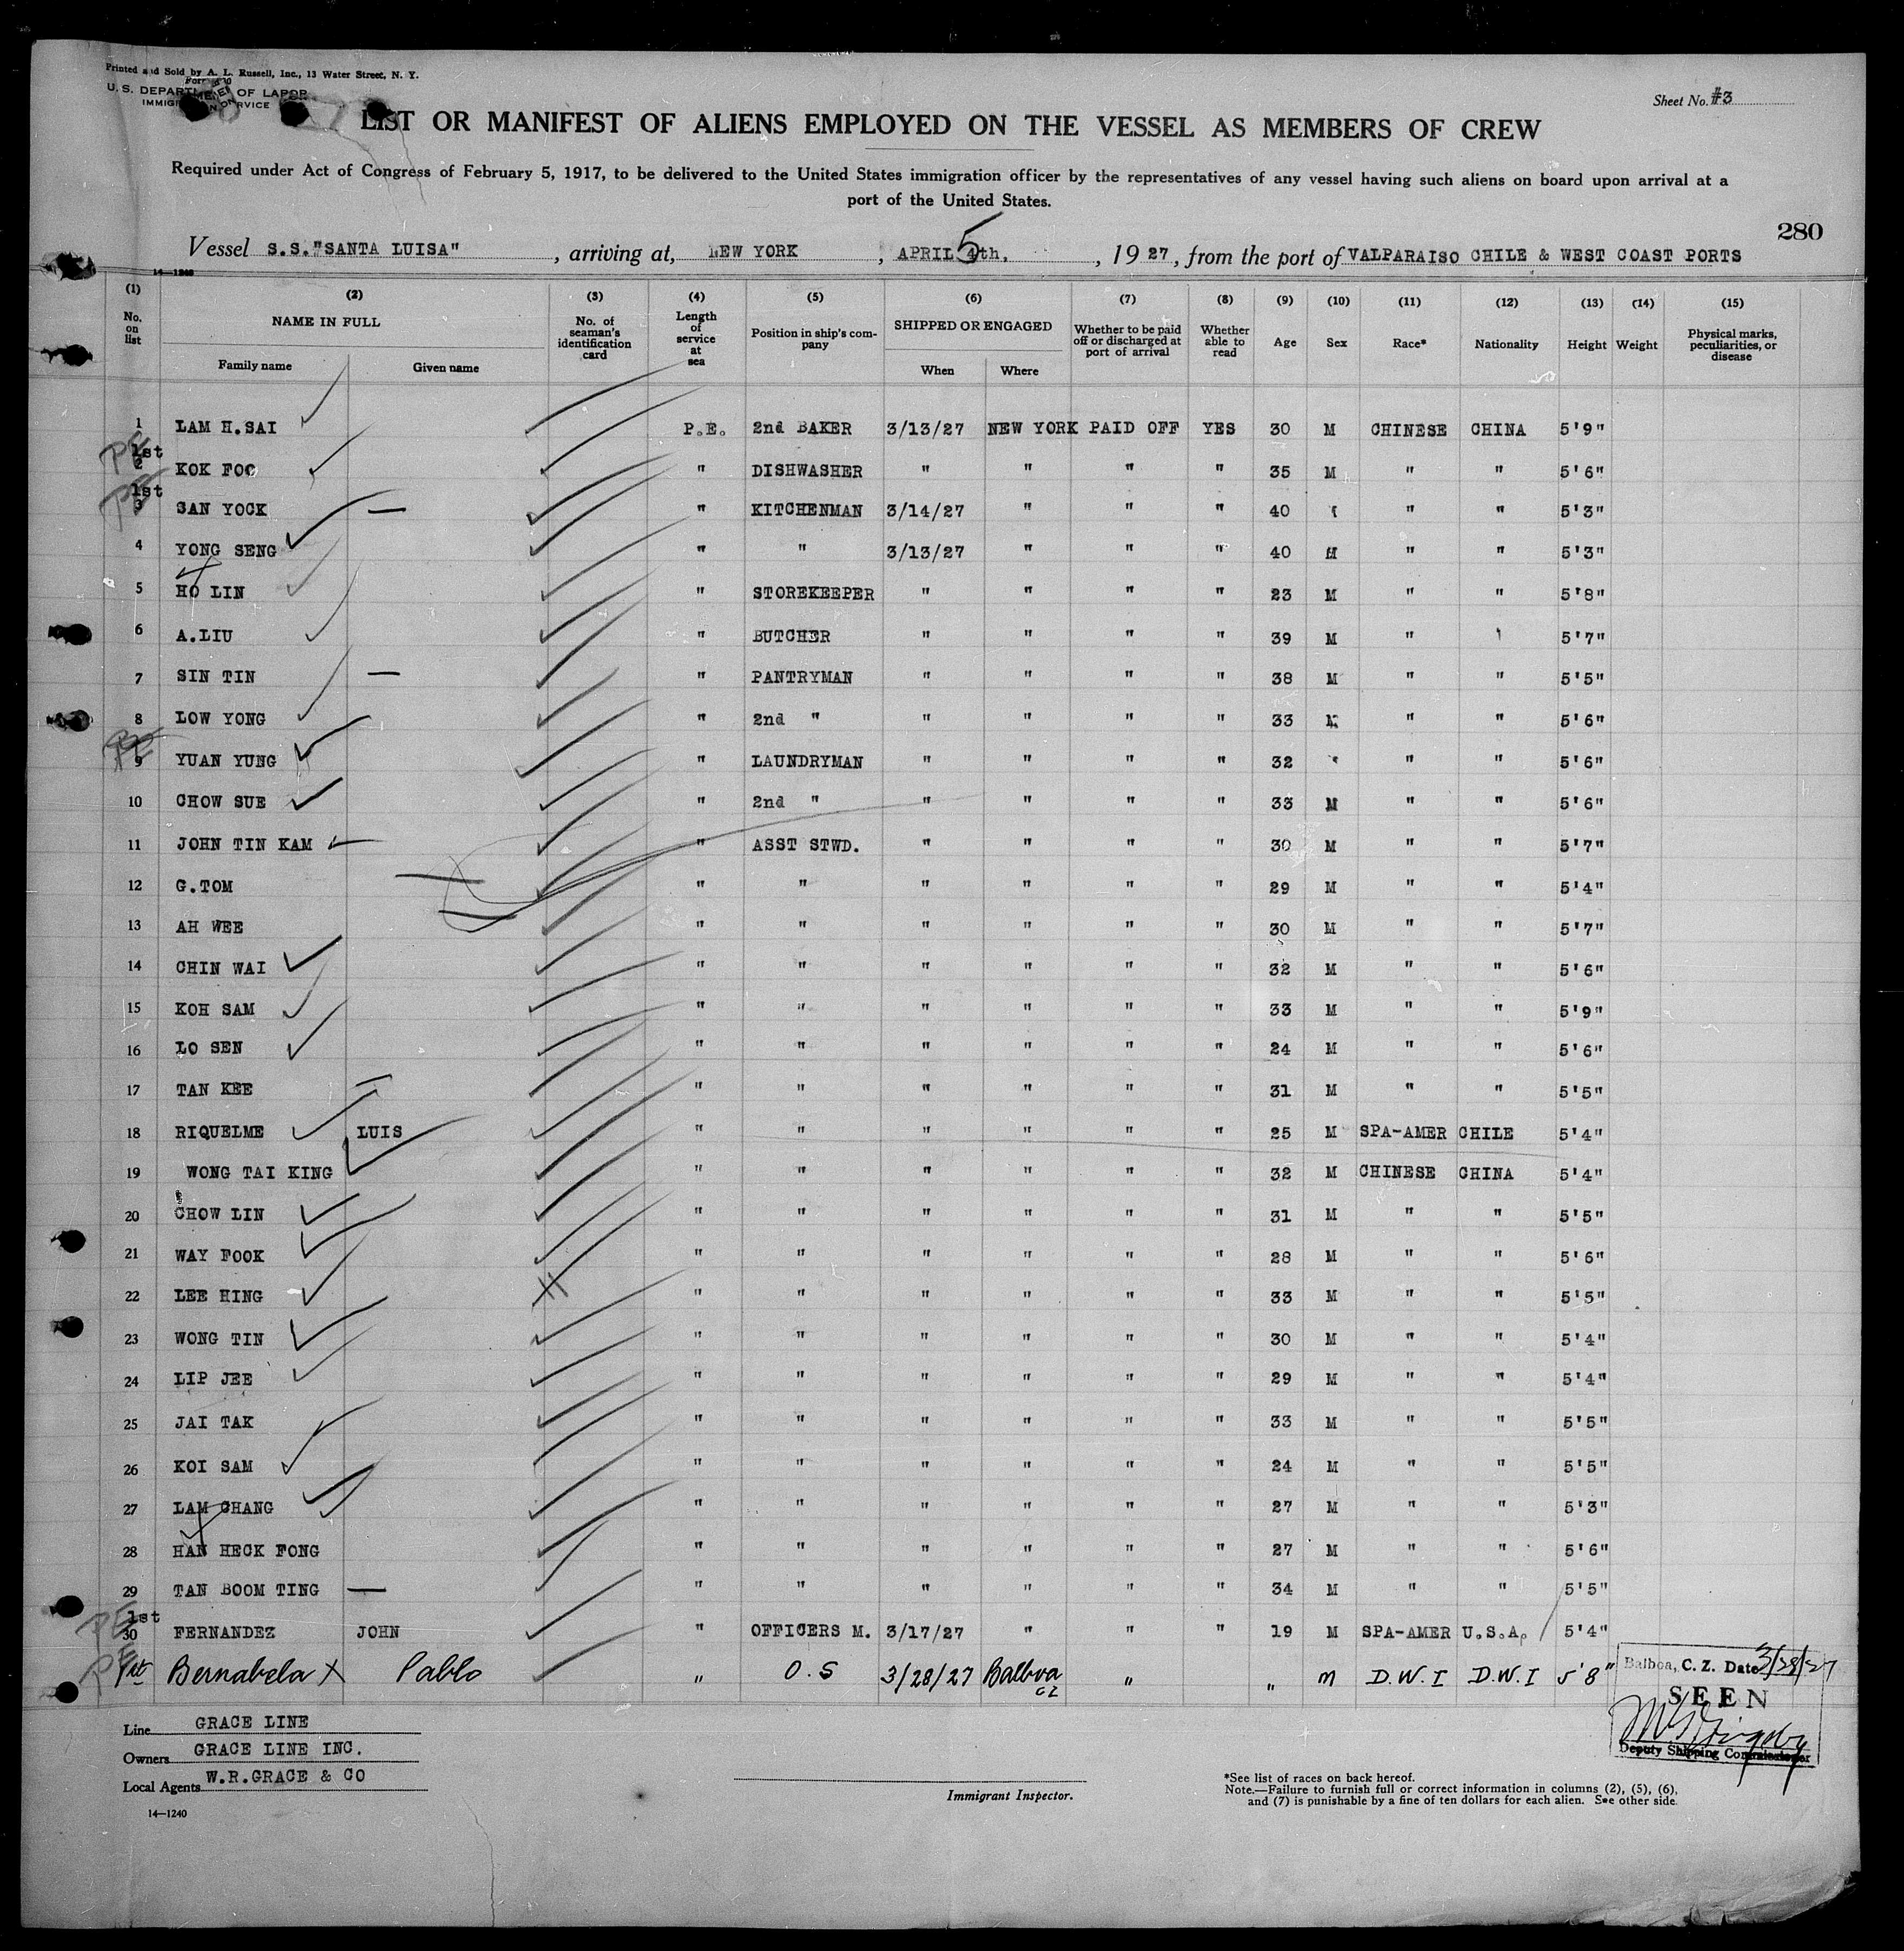 Printed and Sold by A. L. Russell, Inc., 13 Water Street, N. Y.
U. S. DEPARTMENT OF LABOR
IMMIGRATION SERVICE
Sheet No. #3
LIST OR MANIFEST OF ALIENS EMPLOYED ON THE VESSEL AS MEMBERS OF CREW
Required under Act of Congress of February 5, 1917, to be delivered to the United States immigration officer by the representatives of any vessel having such aliens on board upon arrival at a
port of the United States.
280
Vessel S.S."SANTA LUISA" , arriving at, NEW YORK , APRIL 4th. 5 , 1927, from the port of VALPARAISO CHILE & WEST COAST PORTS
14—1240
(1) (2) (3) (4) (5) (6) (7) (8) (9) (10) (11) (12) (13) (14) (15)
No. on list NAME IN FULL Family name Given name No. of seaman's identification card Length of service at sea Position in ship's company SHIPPED OR ENGAGED When Where Whether to be paid off or discharged at port of arrival Whether able to read Age Sex Race* Nationality Height Weight Physical marks, peculiarities, or disease
1 LAM H.SAI P.E. 2nd BAKER 3/13/27 NEW YORK PAID OFF YES 30 M CHINESE CHINA 5'9"
PE 1st 2 KOK FOO " DISHWASHER " " " " 35 M " " 5'6"
PE 1st 3 SAN YOCK — " KITCHENMAN 3/14/27 " " " 40 " " 5'3"
4 YONG SENG " " 3/13/27 " " " 40 M " " 5'3"
5 HO LIN " STOREKEEPER " " " " 23 M " " 5'8"
6 A.LIU " BUTCHER " " " " 39 M " " 5'7"
7 SIN TIN — " PANTRYMAN " " " " 38 M " " 5'5"
8 LOW YONG " 2nd " " " " " 33 M " " 5'6"
PE 9 YUAN YUNG " LAUNDRYMAN " " " " 32 " " 5'6"
10 CHOW SUE " 2nd " " " " " 33 M " " 5'6"
11 JOHN TIN KAM " ASST STWD. " " " " 30 M " " 5'7"
12 G.TOM " " " " " " 29 M " " 5'4"
13 AH WEE " " " " " " 30 M " " 5'7"
14 CHIN WAI " " " " " " 32 M " " 5'6"
15 KOH SAM " " " " " " 33 M " " 5'9"
16 LO SEN " " " " " " 24 M " " 5'6"
17 TAN KEE " " " " " " 31 M " " 5'5"
18 RIQUELME LUIS " " " " " " 25 M SPA-AMER CHILE 5'4"
19 WONG TAI KING " " " " " " 32 M CHINESE CHINA 5'4"
20 CHOW LIN " " " " " " 31 M " " 5'5"
21 WAY FOOK " " " " " " 28 M " " 5'6"
22 LEE HING " " " " " " 33 M " " 5'5"
23 WONG TIN " " " " " " 30 M " " 5'4"
24 LIP JEE " " " " " " 29 M " " 5'4"
25 JAI TAK " " " " " " 33 M " " 5'5"
26 KOI SAM " " " " " " 24 M " " 5'5"
27 LAM CHANG " " " " " " 27 M " " 5'3"
28 HAN HECK FONG " " " " " " 27 M " " 5'6"
29 TAN BOOM TING — " " " " " " 34 M " " 5'5"
PE 1st 30 FERNANDEZ JOHN " OFFICERS M. 3/17/27 " " " 19 M SPA-AMER U.S.A. 5'4"
PE 1st Bernabela X Pablo " O.S 3/28/27 Balboa CZ " " M D.W.I D.W.I 5'8"
Balboa, C. Z. Date 3/28/27
SEEN
Deputy Shipping Commissioner
Line GRACE LINE
Owners GRACE LINE INC.
Local Agents W.R.GRACE & CO
14—1240
Immigrant Inspector.
*See list of races on back hereof.
Note.—Failure to furnish full or correct information in columns (2), (5), (6),
and (7) is punishable by a fine of ten dollars for each alien. See other side.